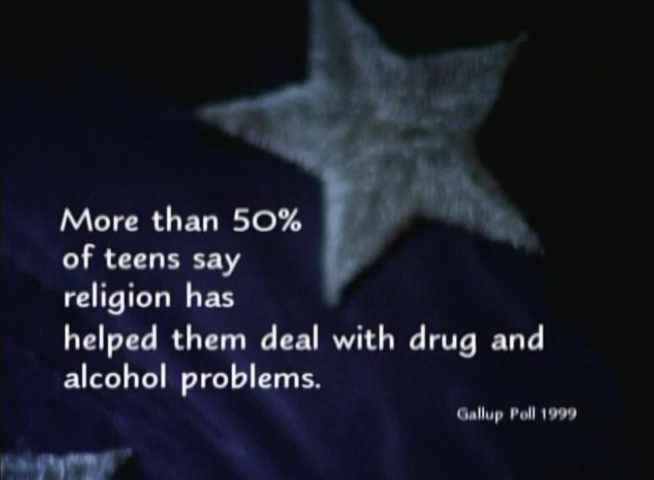 More than 50%
of teens say
religion has
helped them deal with drug and
alcohol problems.
Gallup Poll 1999